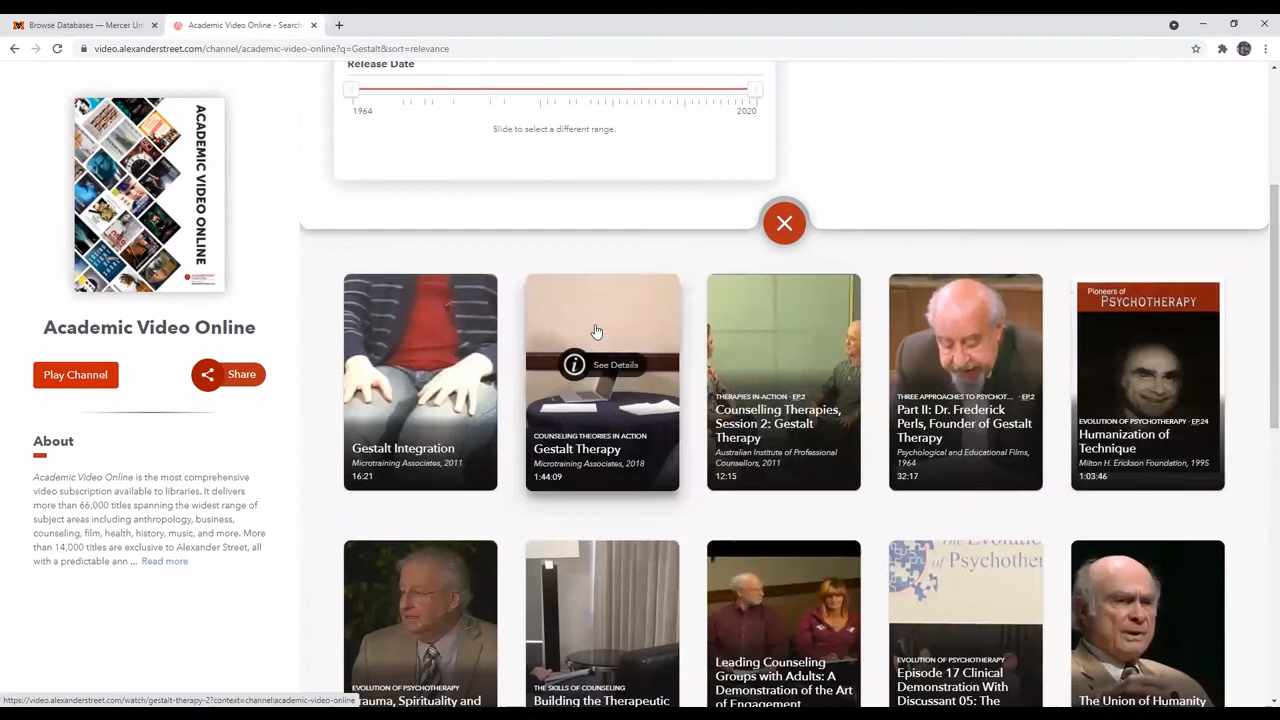 Browse Databases — Mercer Uni
Academic Video Online - Search
video.alexanderstreet.com/channel/academic-video-online?q=Gestalt&sort=relevance
Release Date
1964
2020
Slide to select a different range.
ACADEMIC VIDEO ONLINE
Academic Video Online
Play Channel
Share
About
Academic Video Online is the most comprehensive
video subscription available to libraries. It delivers
more than 66,000 titles spanning the widest range of
subject areas including anthropology, business,
counseling, film, health, history, music, and more. More
than 14,000 titles are exclusive to Alexander Street, all
with a predictable ann ... Read more
Gestalt Integration
Microtraining Associates, 2011
16:21
See Details
COUNSELING THEORIES IN ACTION
Gestalt Therapy
Microtraining Associates, 2018
1:44:09
THERAPIES IN-ACTION · EP.2
Counselling Therapies,
Session 2: Gestalt
Therapy
Australian Institute of Professional
Counsellors, 2011
12:15
THREE APPROACHES TO PSYCHOT... · EP.2
Part II: Dr. Frederick
Perls, Founder of Gestalt
Therapy
Psychological and Educational Films,
1964
32:17
Pioneers of
PSYCHOTHERAPY
EVOLUTION OF PSYCHOTHERAPY · EP.24
Humanization of
Technique
Milton H. Erickson Foundation, 1995
1:03:46
EVOLUTION OF PSYCHOTHERAPY
Trauma, Spirituality and
THE SKILLS OF COUNSELING
Building the Therapeutic
Leading Counseling
Groups with Adults: A
Demonstration of the Art
of Engagement
The Evolution of
Psychotherapy
EVOLUTION OF PSYCHOTHERAPY
Episode 17 Clinical
Demonstration With
Discussant 05: The
The Union of Humanity
https://video.alexanderstreet.com/watch/gestalt-therapy-2?context=channel:academic-video-online